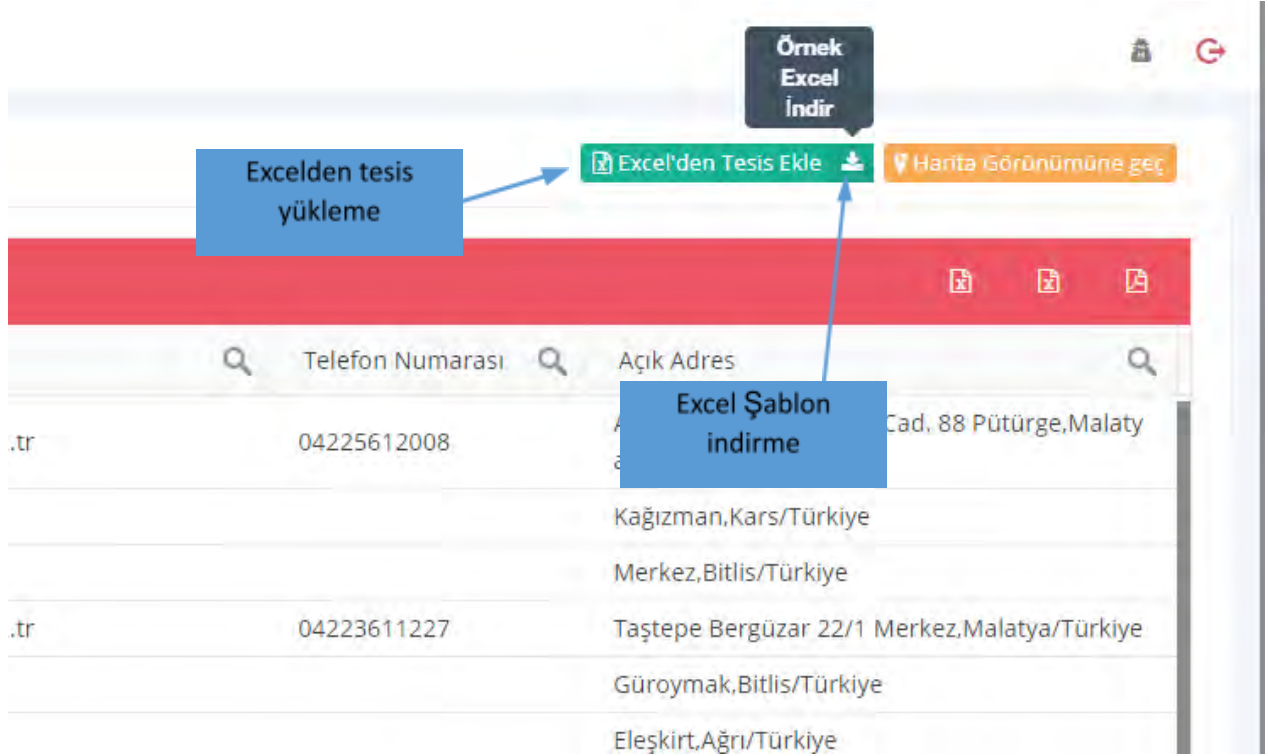 Örnek
Excel
İndir
Excelden tesis
yükleme
Excel'den Tesis Ekle
Harita Görünümüne geç
Telefon Numarası
Açık Adres
Excel Şablon
indirme
.tr
04225612008
Cad. 88 Pütürge,Malaty
Kağızman,Kars/Türkiye
Merkez,Bitlis/Türkiye
.tr
04223611227
Taştepe Bergüzar 22/1 Merkez,Malatya/Türkiye
Güroymak,Bitlis/Türkiye
Eleşkirt,Ağrı/Türkiye